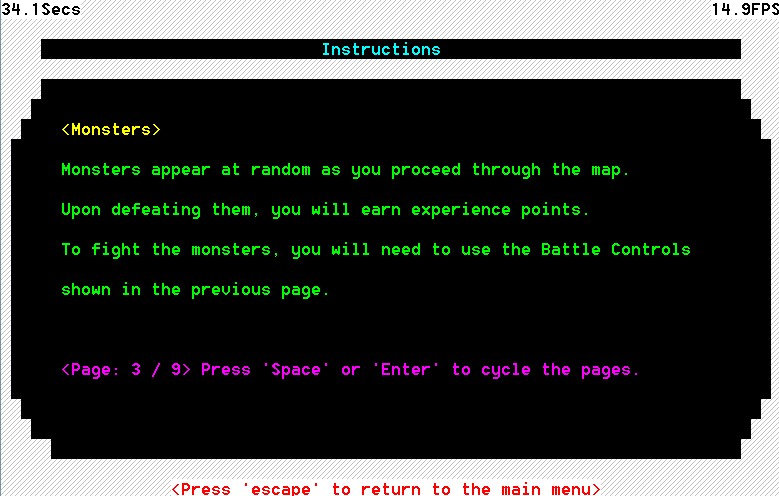 34.1Secs 14.9FPS
Instructions
<Monsters>
Monsters appear at random as you proceed through the map.
Upon defeating them, you will earn experience points.
To fight the monsters, you will need to use the Battle Controls
shown in the previous page.
<Page: 3 / 9> Press 'Space' or 'Enter' to cycle the pages.
<Press 'escape' to return to the main menu>